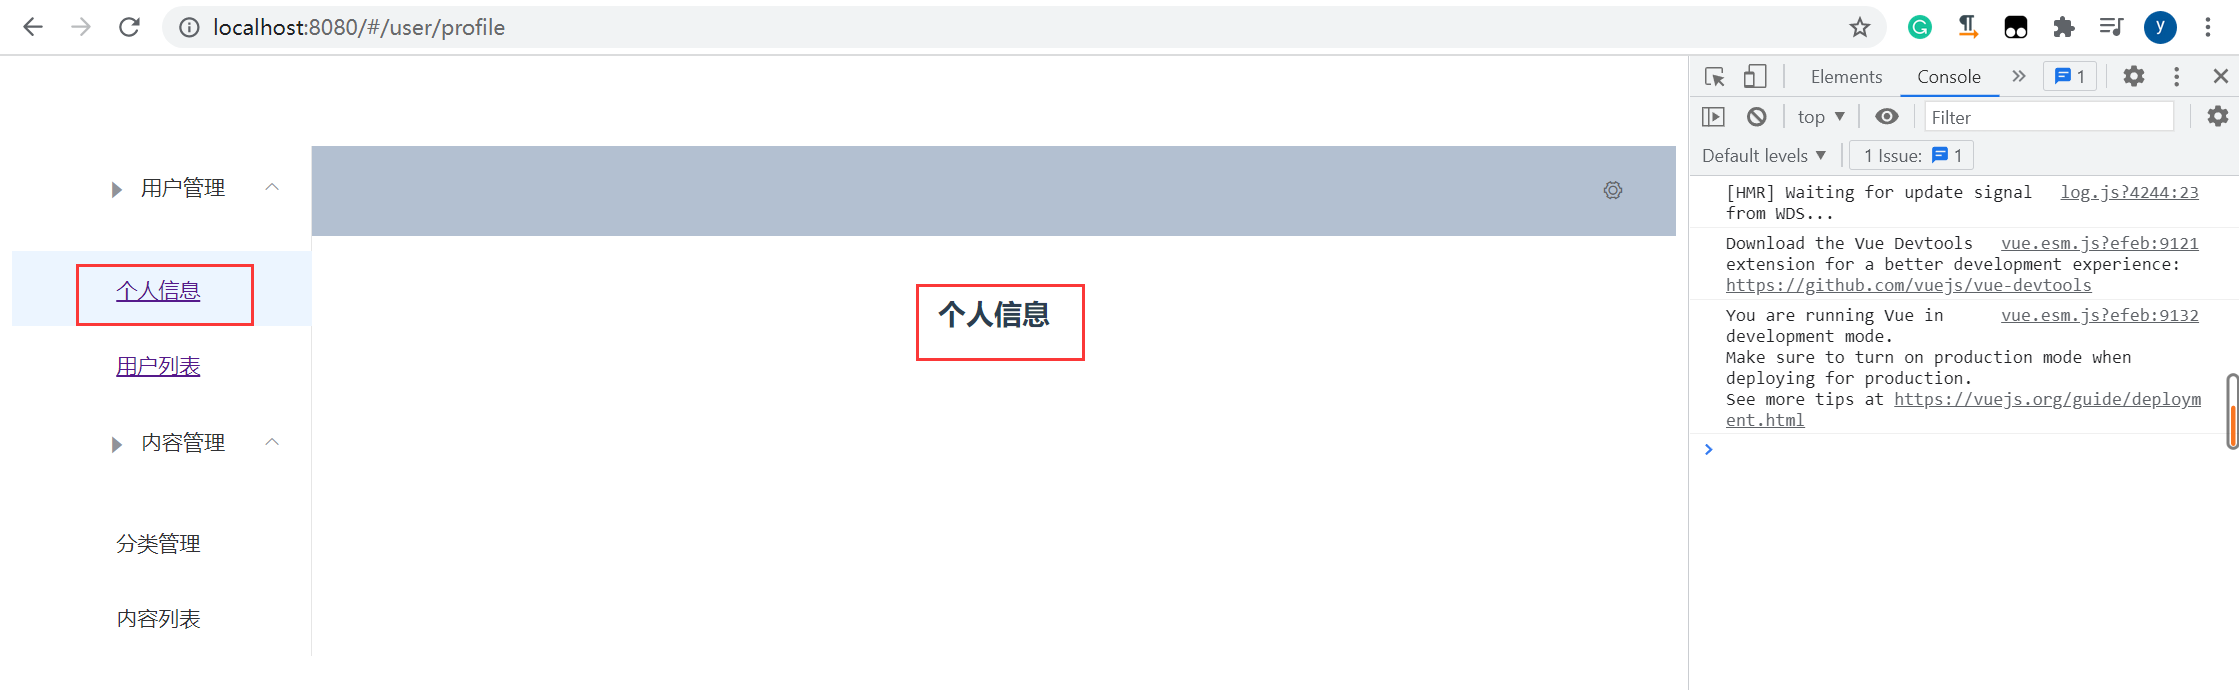 localhost:8080/#/user/profile
y
用户管理
个人信息
用户列表
内容管理
分类管理
内容列表
个人信息
Elements
Console
1
top
Filter
Default levels
1 Issue:
1
[HMR] Waiting for update signal log.js?4244:23
from WDS...
Download the Vue Devtools vue.esm.js?efeb:9121
extension for a better development experience:
https://github.com/vuejs/vue-devtools
You are running Vue in vue.esm.js?efeb:9132
development mode.
Make sure to turn on production mode when
deploying for production.
See more tips at https://vuejs.org/guide/deploym
ent.html